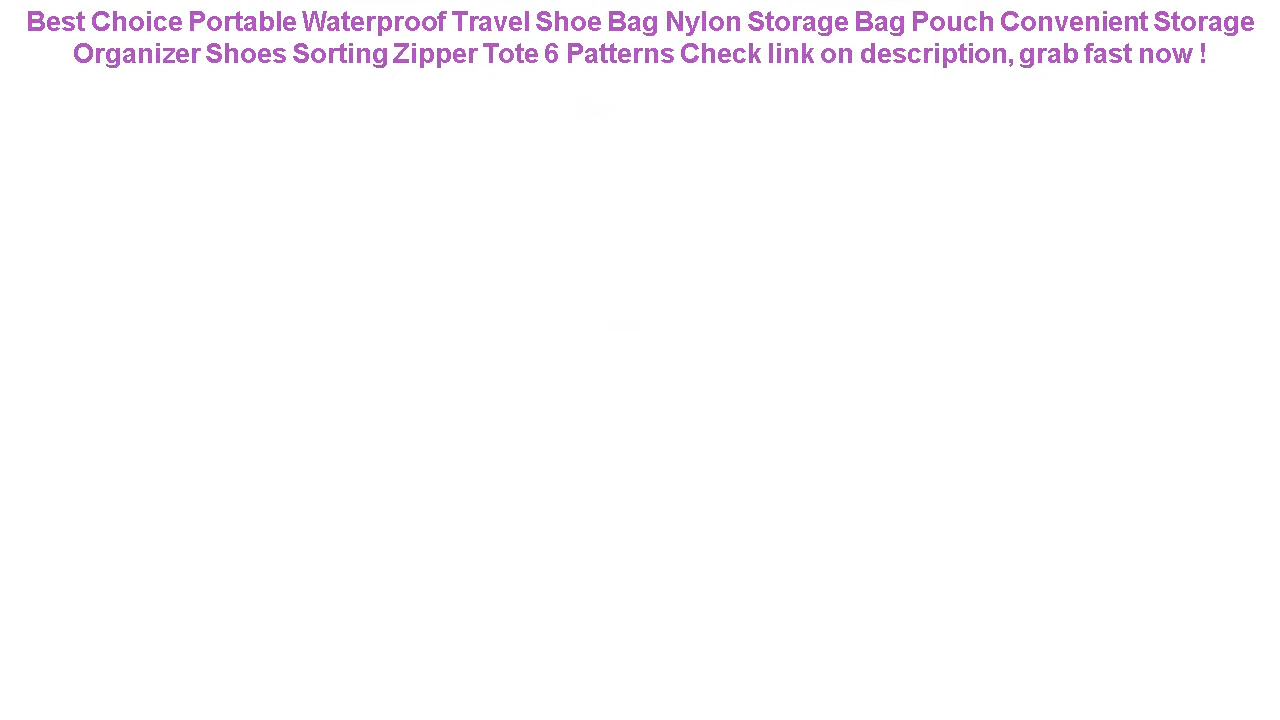 Best Choice Portable Waterproof Travel Shoe Bag Nylon Storage Bag Pouch Convenient Storage
Organizer Shoes Sorting Zipper Tote 6 Patterns Check link on description, grab fast now !